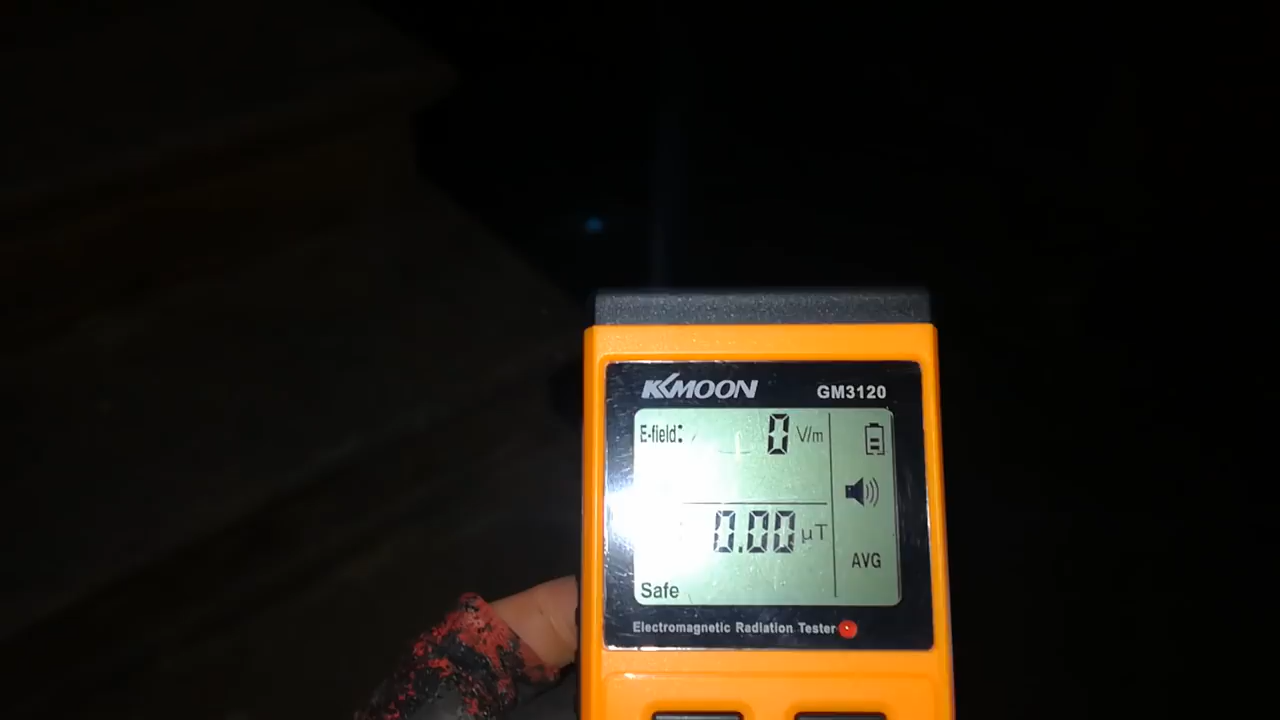 KKMOON GM3120
E-field: 0 V/m
0.00 µT
AVG
Safe
Electromagnetic Radiation Tester